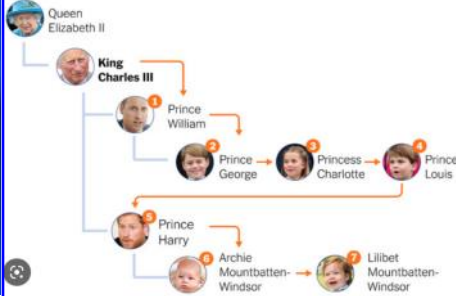 Queen
Elizabeth II
King
Charles III
1
Prince
William
2
Prince
George
3
Princess
Charlotte
4
Prince
Louis
5
Prince
Harry
6
Archie
Mountbatten-
Windsor
7
Lilibet
Mountbatten-
Windsor